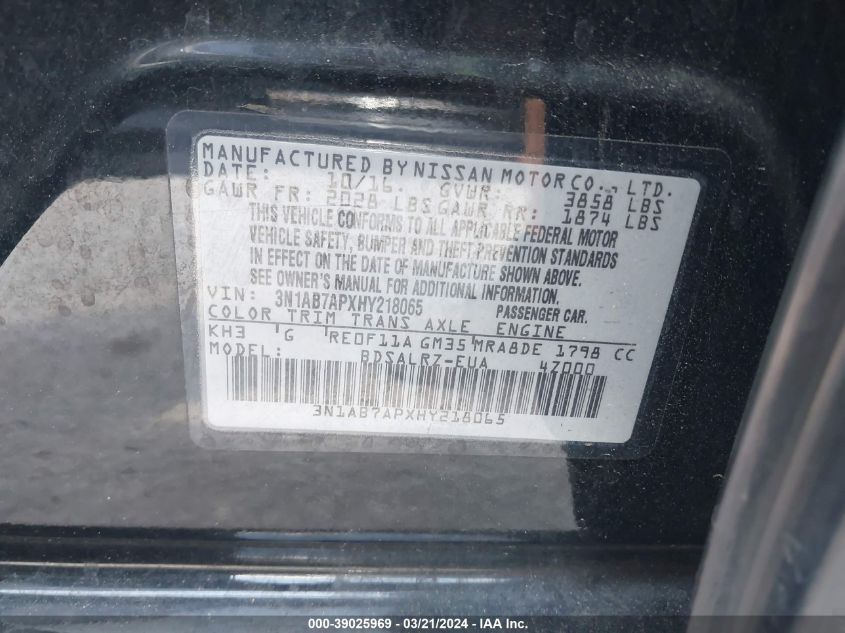 MANUFACTURED BY NISSAN MOTOR CO., LTD.
DATE: 10/16 GVWR: 3858 LBS
GAWR FR: 2028 LBS GAWR RR: 1874 LBS
THIS VEHICLE CONFORMS TO ALL APPLICABLE FEDERAL MOTOR
VEHICLE SAFETY, BUMPER AND THEFT PREVENTION STANDARDS
IN EFFECT ON THE DATE OF MANUFACTURE SHOWN ABOVE.
SEE OWNER'S MANUAL FOR ADDITIONAL INFORMATION.
VIN: 3N1AB7APXHY218065 PASSENGER CAR.
COLOR TRIM TRANS AXLE ENGINE
KH3 G RE0F11A GM35 MRA8DE 1798 CC
MODEL: BDSALRZ-EUA 4Z000
3N1AB7APXHY218065
000-39025969 - 03/21/2024 - © IAA Holdings, LLC.